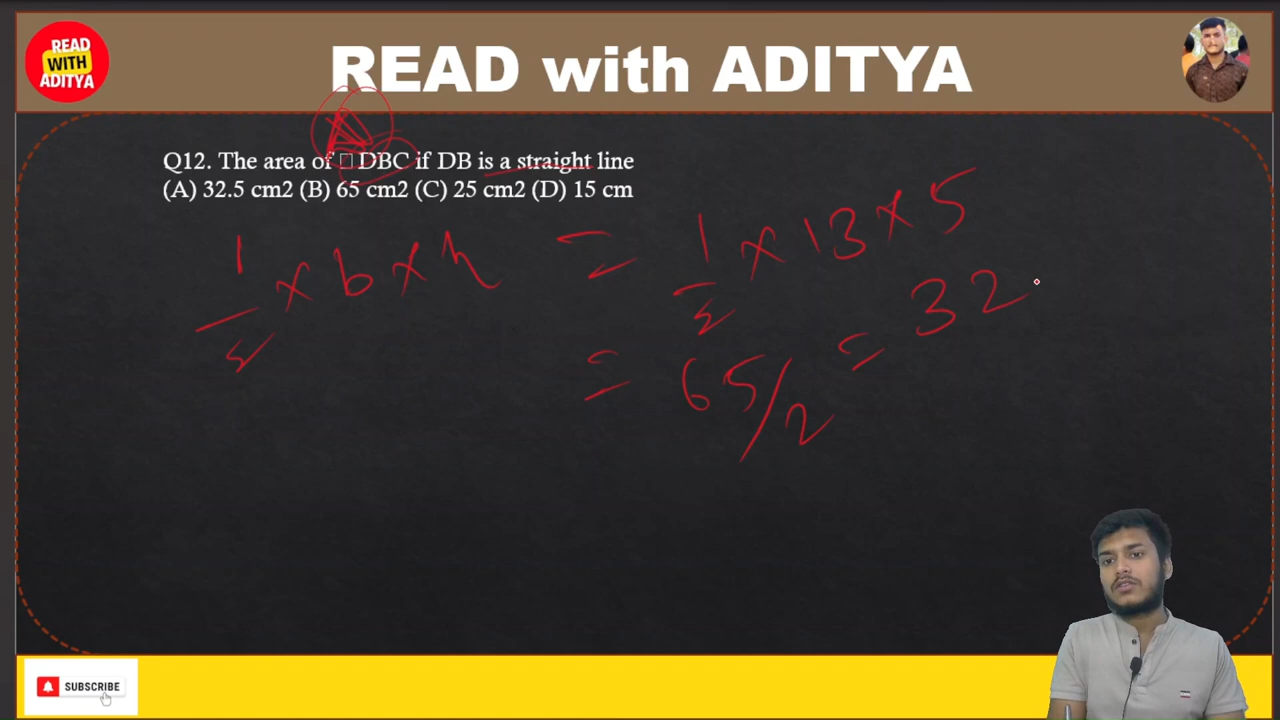 READ
WITH
ADITYA
READ with ADITYA
Q12. The area of □ DBC if DB is a straight line
(A) 32.5 cm2 (B) 65 cm2 (C) 25 cm2 (D) 15 cm
1/2 × b × h = 1/2 × 13 × 5
= 65/2 = 32
SUBSCRIBE